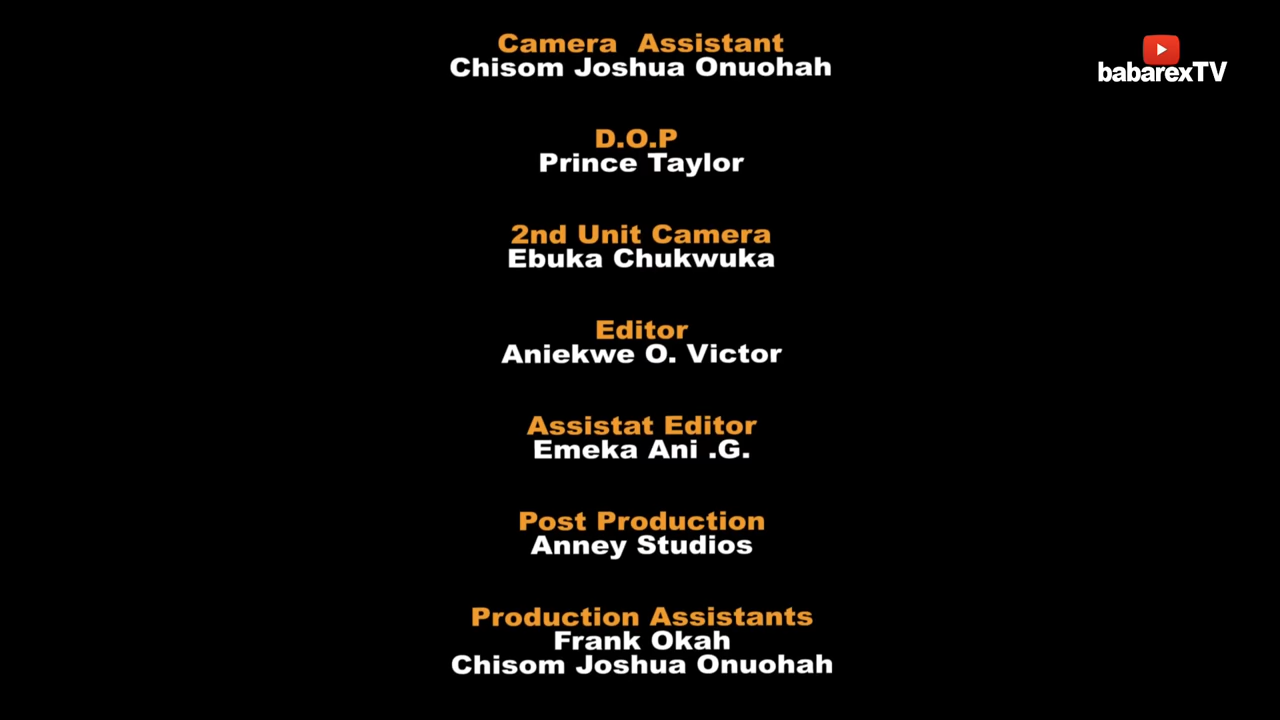 Camera Assistant
Chisom Joshua Onuohah
babarexTV
D.O.P
Prince Taylor
2nd Unit Camera
Ebuka Chukwuka
Editor
Aniekwe O. Victor
Assistat Editor
Emeka Ani .G.
Post Production
Anney Studios
Production Assistants
Frank Okah
Chisom Joshua Onuohah